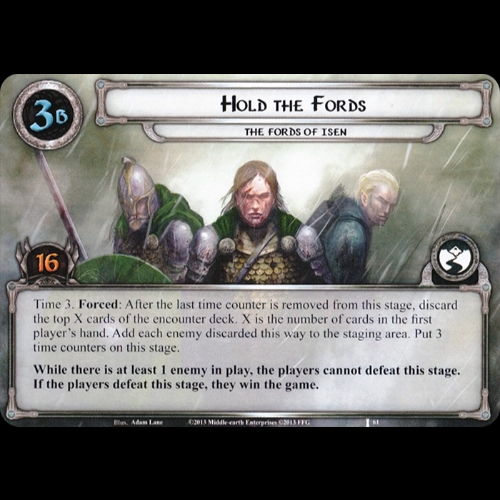 3B
HOLD THE FORDS
THE FORDS OF ISEN
16
Time 3. Forced: After the last time counter is removed from this stage, discard
the top X cards of the encounter deck. X is the number of cards in the first
player's hand. Add each enemy discarded this way to the staging area. Put 3
time counters on this stage.
While there is at least 1 enemy in play, the players cannot defeat this stage.
If the players defeat this stage, they win the game.
Illus. Adam Lane ©2013 Middle-earth Enterprises ©2013 FFG 61